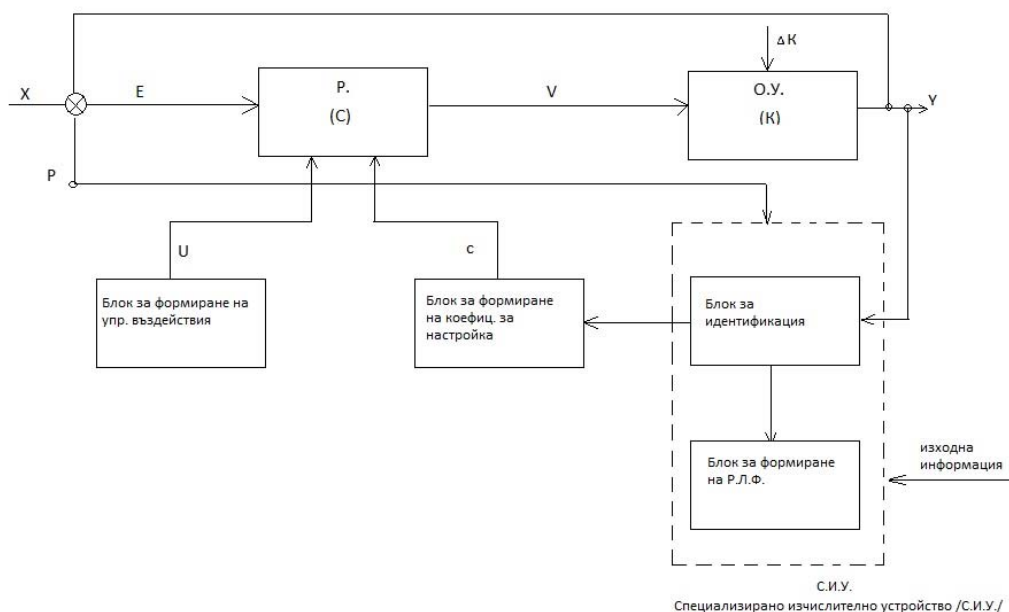 ΔК
X
E
Р.
(С)
V
О.У.
(К)
Y
P
U
c
Блок за формиране на
упр. въздействия
Блок за формиране
на коефиц. за
настройка
Блок за
идентификация
Блок за формиране
на Р.Л.Ф.
изходна
информация
С.И.У.
Специализирано изчислително устройство /С.И.У./